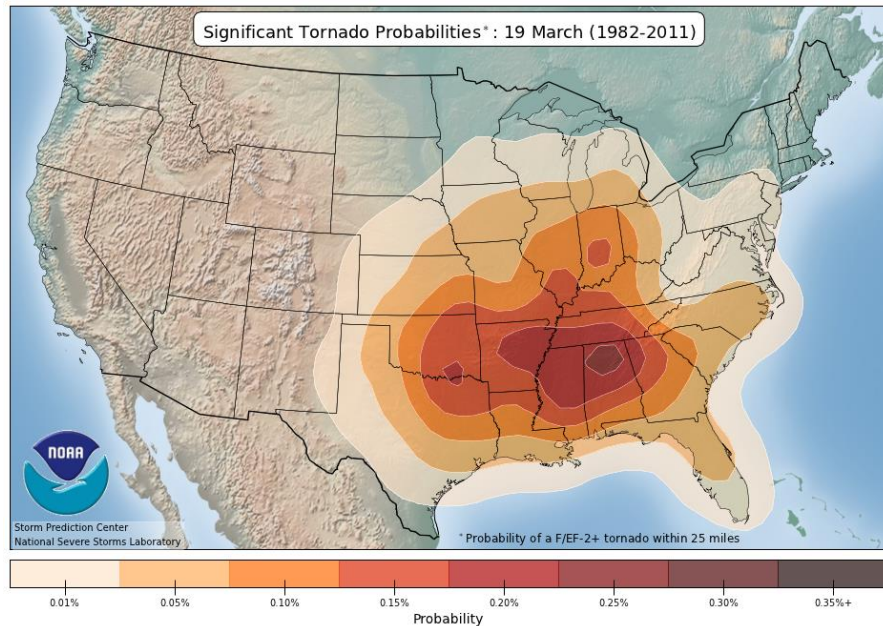 Significant Tornado Probabilities*: 19 March (1982-2011)
NOAA
Storm Prediction Center
National Severe Storms Laboratory
*Probability of a F/EF-2+ tornado within 25 miles
0.01% 0.05% 0.10% 0.15% 0.20% 0.25% 0.30% 0.35%+
Probability